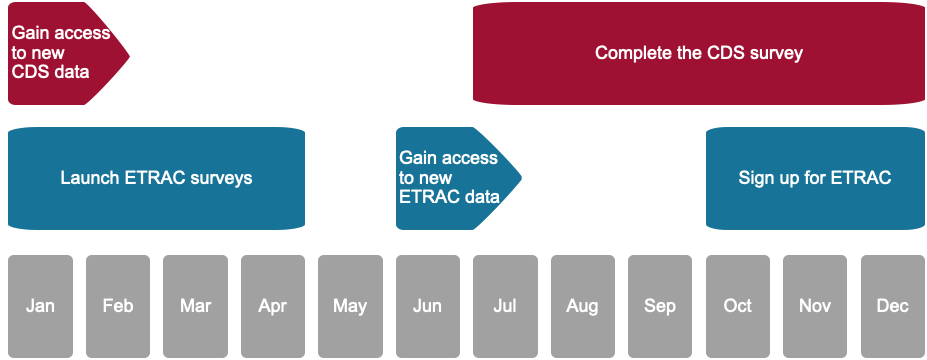 Gain access
to new
CDS data
Complete the CDS survey
Launch ETRAC surveys
Gain access
to new
ETRAC data
Sign up for ETRAC
Jan
Feb
Mar
Apr
May
Jun
Jul
Aug
Sep
Oct
Nov
Dec